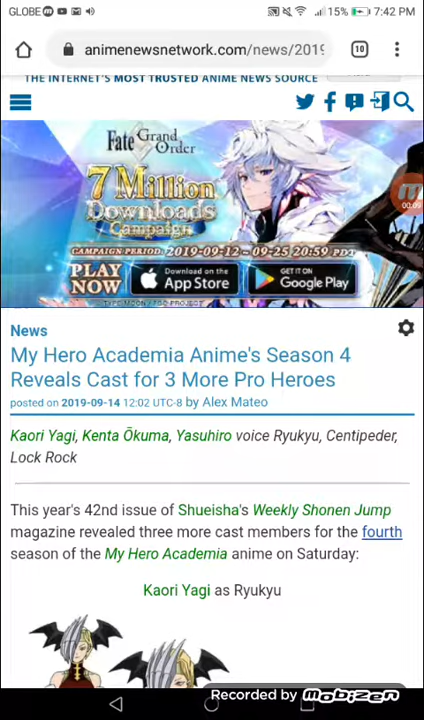 GLOBE 15% 7:42 PM
animenewsnetwork.com/news/2019 10
THE INTERNET'S MOST TRUSTED ANIME NEWS SOURCE
Fate Grand Order
7 Million
Downloads
Campaign
CAMPAIGN PERIOD: 2019-09-12 ~ 09-25 20:59 PDT
PLAY NOW Download on the App Store GET IT ON Google Play
©TYPE-MOON / FGO PROJECT
00:09
News
My Hero Academia Anime's Season 4
Reveals Cast for 3 More Pro Heroes
posted on 2019-09-14 12:02 UTC-8 by Alex Mateo
Kaori Yagi, Kenta Ōkuma, Yasuhiro voice Ryukyu, Centipeder,
Lock Rock
This year's 42nd issue of Shueisha's Weekly Shonen Jump
magazine revealed three more cast members for the fourth
season of the My Hero Academia anime on Saturday:
Kaori Yagi as Ryukyu
Recorded by mobizen